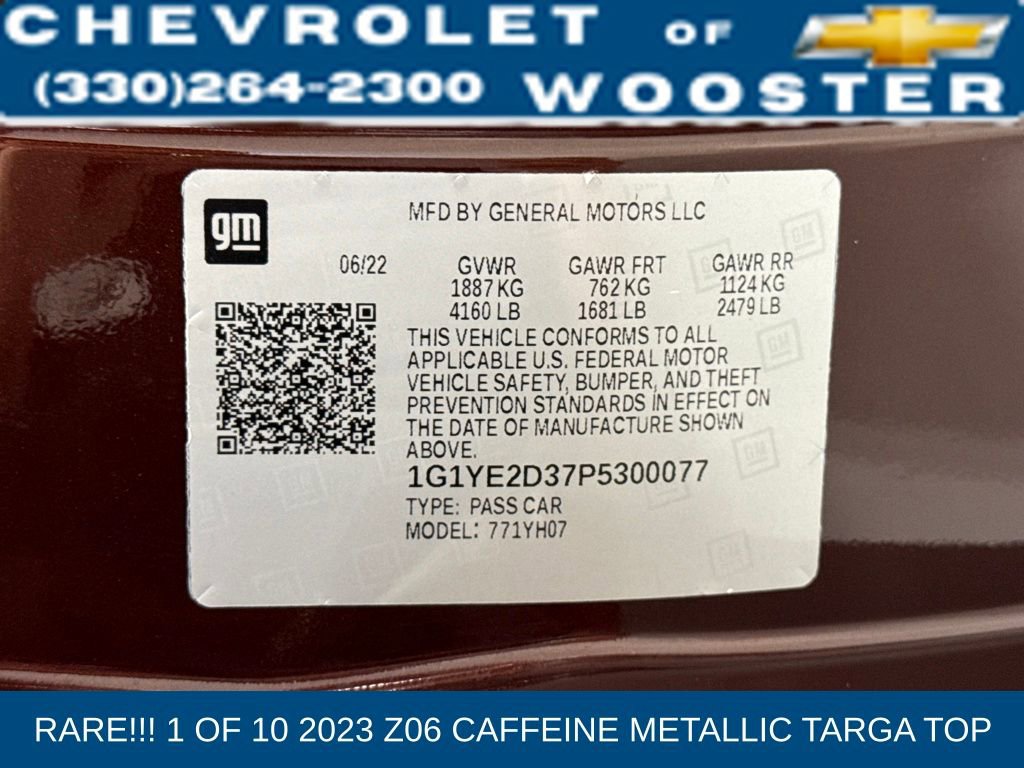 CHEVROLET OF
(330)264-2300 WOOSTER
gm
MFD BY GENERAL MOTORS LLC
06/22 GVWR GAWR FRT GAWR RR
1887 KG 762 KG 1124 KG
4160 LB 1681 LB 2479 LB
THIS VEHICLE CONFORMS TO ALL
APPLICABLE U.S. FEDERAL MOTOR
VEHICLE SAFETY, BUMPER, AND THEFT
PREVENTION STANDARDS IN EFFECT ON
THE DATE OF MANUFACTURE SHOWN
ABOVE.
1G1YE2D37P5300077
TYPE: PASS CAR
MODEL: 771YH07
RARE!!! 1 OF 10 2023 Z06 CAFFEINE METALLIC TARGA TOP